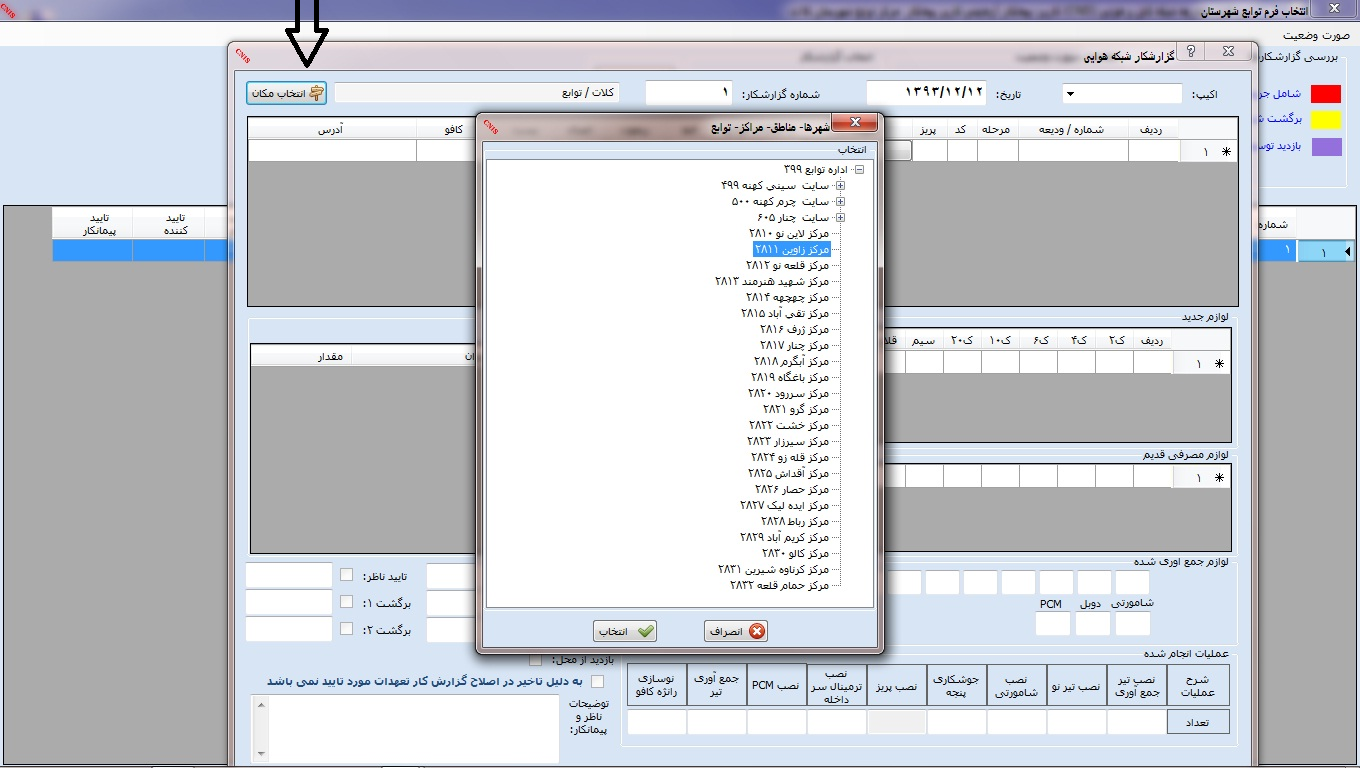 انتخاب فرم توابع شهرستان
CNIS
صورت وضعیت
بررسی گزارشکار
شامل جر
برگشت ش
بازدید توس
شماره
۱
۱
تایید کننده
تایید پیمانکار
گزارشکار شبکه هوایی
CNIS
اکیپ:
تاریخ:
۱۳۹۳/۱۲/۱۲
شماره گزارشکار:
۱
کلات / توابع
انتخاب مکان
ردیف
شماره / ودیعه
مرحله
کد
پریز
کافو
آدرس
۱
لوازم جدید
ردیف
ک۲
ک۴
ک۶
ک۱۰
ک۲۰
سیم
قلا
۱
مقدار
لوازم مصرفی قدیم
۱
لوازم جمع اوری شده
شامورتی
دوبل
PCM
تایید ناظر:
برگشت ۱:
برگشت ۲:
بازدید از محل:
به دلیل تاخیر در اصلاح گزارش کار تعهدات مورد تایید نمی باشد
توضیحات
ناظر و
پیمانکار:
عملیات انجام شده
شرح عملیات
نصب تیر جمع آوری
نصب تیر نو
نصب شامورتی
جوشکاری پنجه
نصب پریز
نصب ترمینال سر داخله
نصب PCM
جمع آوری تیر
نوسازی رانژه کافو
تعداد
شهرها- مناطق- مراکز- توابع
CNIS
انتخاب
اداره توابع ۳۹۹
سایت سینی کهنه ۴۹۹
سایت چرم کهنه ۵۰۰
سایت چنار ۶۰۵
مرکز لاین نو ۲۸۱۰
مرکز زاوین ۲۸۱۱
مرکز قلعه نو ۲۸۱۲
مرکز شهید هنرمند ۲۸۱۳
مرکز چهچهه ۲۸۱۴
مرکز تقی آباد ۲۸۱۵
مرکز ژرف ۲۸۱۶
مرکز چنار ۲۸۱۷
مرکز آبگرم ۲۸۱۸
مرکز باغگاه ۲۸۱۹
مرکز سررود ۲۸۲۰
مرکز گرو ۲۸۲۱
مرکز خشت ۲۸۲۲
مرکز سیرزار ۲۸۲۳
مرکز قله زو ۲۸۲۴
مرکز آقداش ۲۸۲۵
مرکز حصار ۲۸۲۶
مرکز ایده لیک ۲۸۲۷
مرکز رباط ۲۸۲۸
مرکز کریم آباد ۲۸۲۹
مرکز کالو ۲۸۳۰
مرکز کرناوه شیرین ۲۸۳۱
مرکز حمام قلعه ۲۸۳۲
انصراف
انتخاب